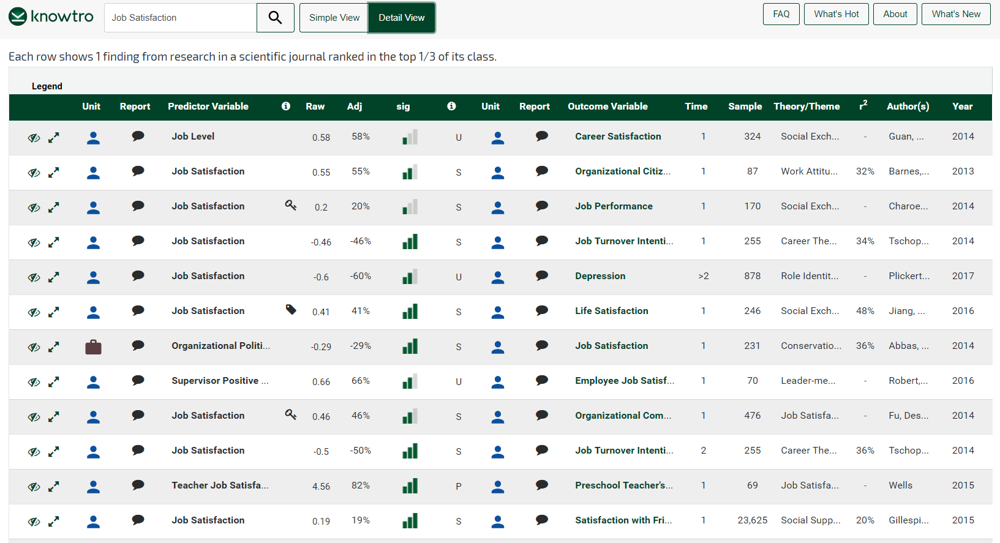 knowtro Job Satisfaction Simple View Detail View FAQ What's Hot About What's New
Each row shows 1 finding from research in a scientific journal ranked in the top 1/3 of its class.
Legend
Unit Report Predictor Variable Raw Adj sig Unit Report Outcome Variable Time Sample Theory/Theme r2 Author(s) Year
Job Level 0.58 58% U Career Satisfaction 1 324 Social Exch... - Guan, ... 2014
Job Satisfaction 0.55 55% S Organizational Citiz... 1 87 Work Attitu... 32% Barnes,... 2013
Job Satisfaction 0.2 20% S Job Performance 1 170 Social Exch... - Charoe... 2014
Job Satisfaction -0.46 -46% S Job Turnover Intenti... 1 255 Career The... 34% Tschop... 2014
Job Satisfaction -0.6 -60% U Depression >2 878 Role Identit... - Plickert... 2017
Job Satisfaction 0.41 41% S Life Satisfaction 1 246 Social Exch... 48% Jiang, ... 2016
Organizational Politi... -0.29 -29% S Job Satisfaction 1 231 Conservatio... 36% Abbas, ... 2014
Supervisor Positive ... 0.66 66% U Employee Job Satisf... 1 70 Leader-me... - Robert,... 2016
Job Satisfaction 0.46 46% S Organizational Com... 1 476 Job Satisfa... - Fu, Des... 2014
Job Satisfaction -0.5 -50% S Job Turnover Intenti... 2 255 Career The... 36% Tschop... 2014
Teacher Job Satisfa... 4.56 82% P Preschool Teacher's... 1 69 Job Satisfa... - Wells 2015
Job Satisfaction 0.19 19% S Satisfaction with Fri... 1 23,625 Social Supp... 20% Gillespi... 2015